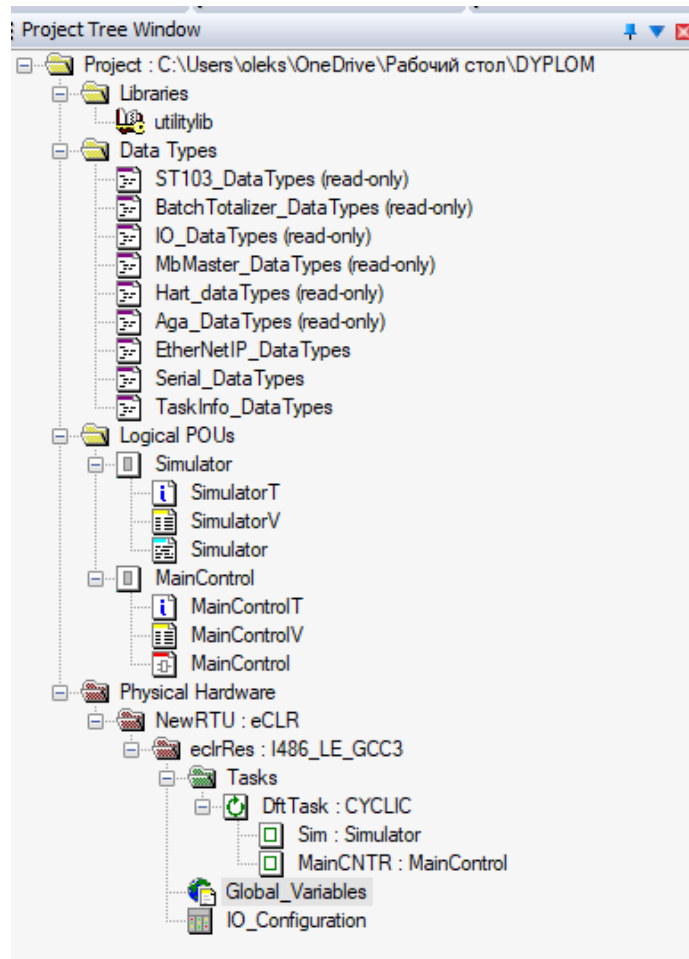 Project Tree Window
Project : C:\Users\oleks\OneDrive\Рабочий стол\DYPLOM
Libraries
utilitylib
Data Types
ST103_DataTypes (read-only)
BatchTotalizer_DataTypes (read-only)
IO_DataTypes (read-only)
MbMaster_DataTypes (read-only)
Hart_dataTypes (read-only)
Aga_DataTypes (read-only)
EtherNetIP_DataTypes
Serial_DataTypes
TaskInfo_DataTypes
Logical POUs
Simulator
SimulatorT
SimulatorV
Simulator
MainControl
MainControlT
MainControlV
MainControl
Physical Hardware
NewRTU : eCLR
eclrRes : I486_LE_GCC3
Tasks
DftTask : CYCLIC
Sim : Simulator
MainCNTR : MainControl
Global_Variables
IO_Configuration